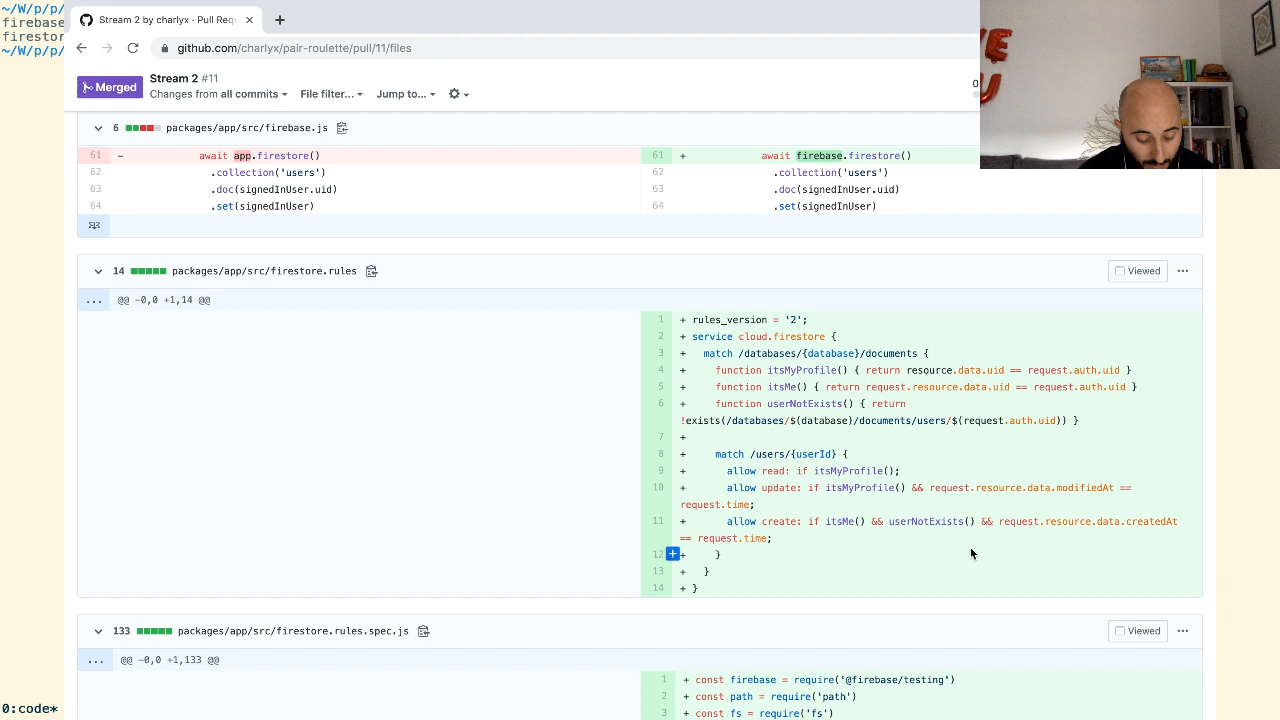 ~/W/p/p/
firebase
firestor
~/W/p/p/
Stream 2 by charlyx · Pull Requ
github.com/charlyx/pair-roulette/pull/11/files
Merged
Stream 2 #11
Changes from all commits
File filter...
Jump to...
0
6 packages/app/src/firebase.js
61 - await app.firestore()
62 .collection('users')
63 .doc(signedInUser.uid)
64 .set(signedInUser)
61 + await firebase.firestore()
62 .collection('users')
63 .doc(signedInUser.uid)
64 .set(signedInUser)
14 packages/app/src/firestore.rules
Viewed
...
... @@ -0,0 +1,14 @@
1 + rules_version = '2';
2 + service cloud.firestore {
3 + match /databases/{database}/documents {
4 + function itsMyProfile() { return resource.data.uid == request.auth.uid }
5 + function itsMe() { return request.resource.data.uid == request.auth.uid }
6 + function userNotExists() { return
!exists(/databases/$(database)/documents/users/$(request.auth.uid)) }
7 +
8 + match /users/{userId} {
9 + allow read: if itsMyProfile();
10 + allow update: if itsMyProfile() && request.resource.data.modifiedAt ==
request.time;
11 + allow create: if itsMe() && userNotExists() && request.resource.data.createdAt
== request.time;
12 + }
13 + }
14 + }
133 packages/app/src/firestore.rules.spec.js
Viewed
...
... @@ -0,0 +1,133 @@
1 + const firebase = require('@firebase/testing')
2 + const path = require('path')
3 + const fs = require('fs')
0:code*